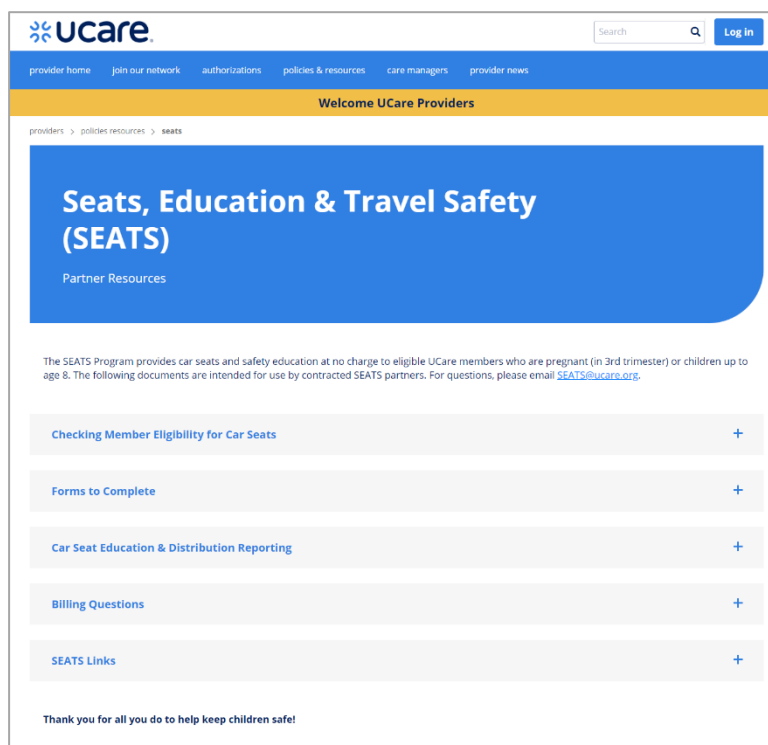 ucare.
Search
Log in
provider home join our network authorizations policies & resources care managers provider news
Welcome UCare Providers
providers > policies resources > seats
Seats, Education & Travel Safety
(SEATS)
Partner Resources
The SEATS Program provides car seats and safety education at no charge to eligible UCare members who are pregnant (in 3rd trimester) or children up to
age 8. The following documents are intended for use by contracted SEATS partners. For questions, please email SEATS@ucare.org.
Checking Member Eligibility for Car Seats +
Forms to Complete +
Car Seat Education & Distribution Reporting +
Billing Questions +
SEATS Links +
Thank you for all you do to help keep children safe!